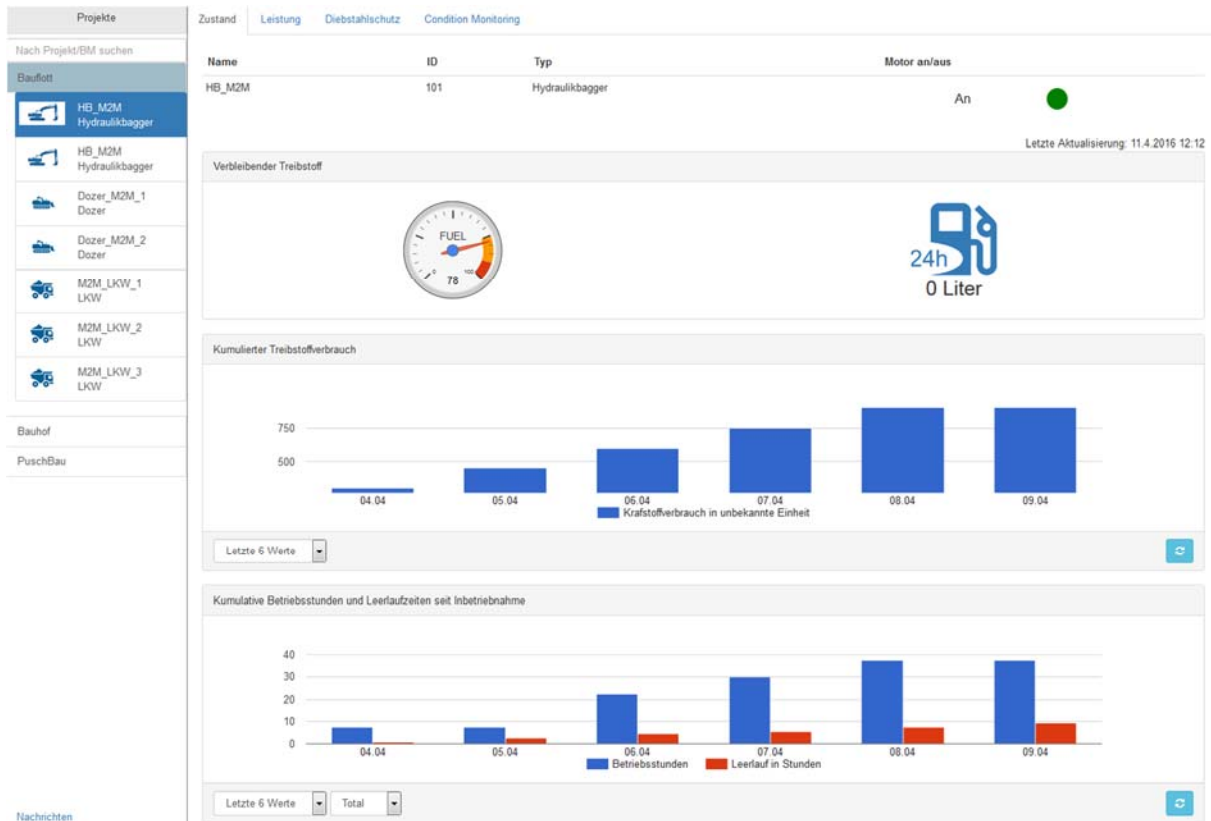 Projekte
Nach Projekt/BM suchen
Bauflott
HB_M2M
Hydraulikbagger
HB_M2M
Hydraulikbagger
Dozer_M2M_1
Dozer
Dozer_M2M_2
Dozer
M2M_LKW_1
LKW
M2M_LKW_2
LKW
M2M_LKW_3
LKW
Bauhof
PuschBau
Nachrichten
Zustand Leistung Diebstahlschutz Condition Monitoring
Name ID Typ Motor an/aus
HB_M2M 101 Hydraulikbagger An
Letzte Aktualisierung: 11.4.2016 12:12
Verbleibender Treibstoff
FUEL
0 100
78
24h
0 Liter
Kumulierter Treibstoffverbrauch
750
500
04.04 05.04 06.04 07.04 08.04 09.04
Krafstoffverbrauch in unbekannte Einheit
Letzte 6 Werte
Kumulative Betriebsstunden und Leerlaufzeiten seit Inbetriebnahme
40
30
20
10
0
04.04 05.04 06.04 07.04 08.04 09.04
Betriebsstunden Leerlauf in Stunden
Letzte 6 Werte Total